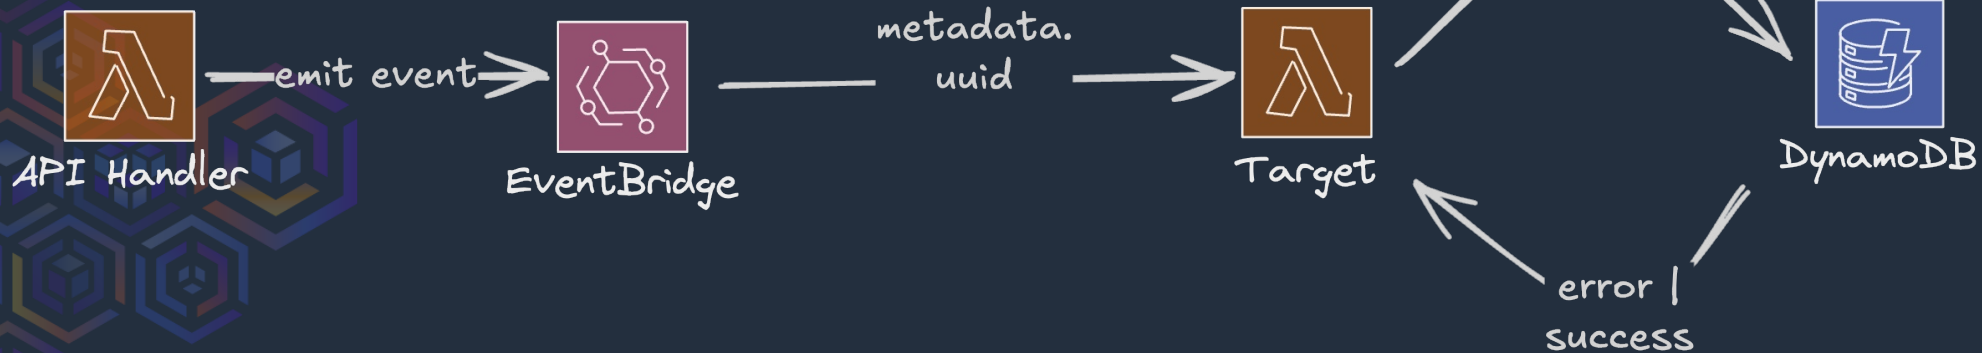 metadata.
emit event
uuid
API Handler
EventBridge
Target
DynamoDB
error |
success